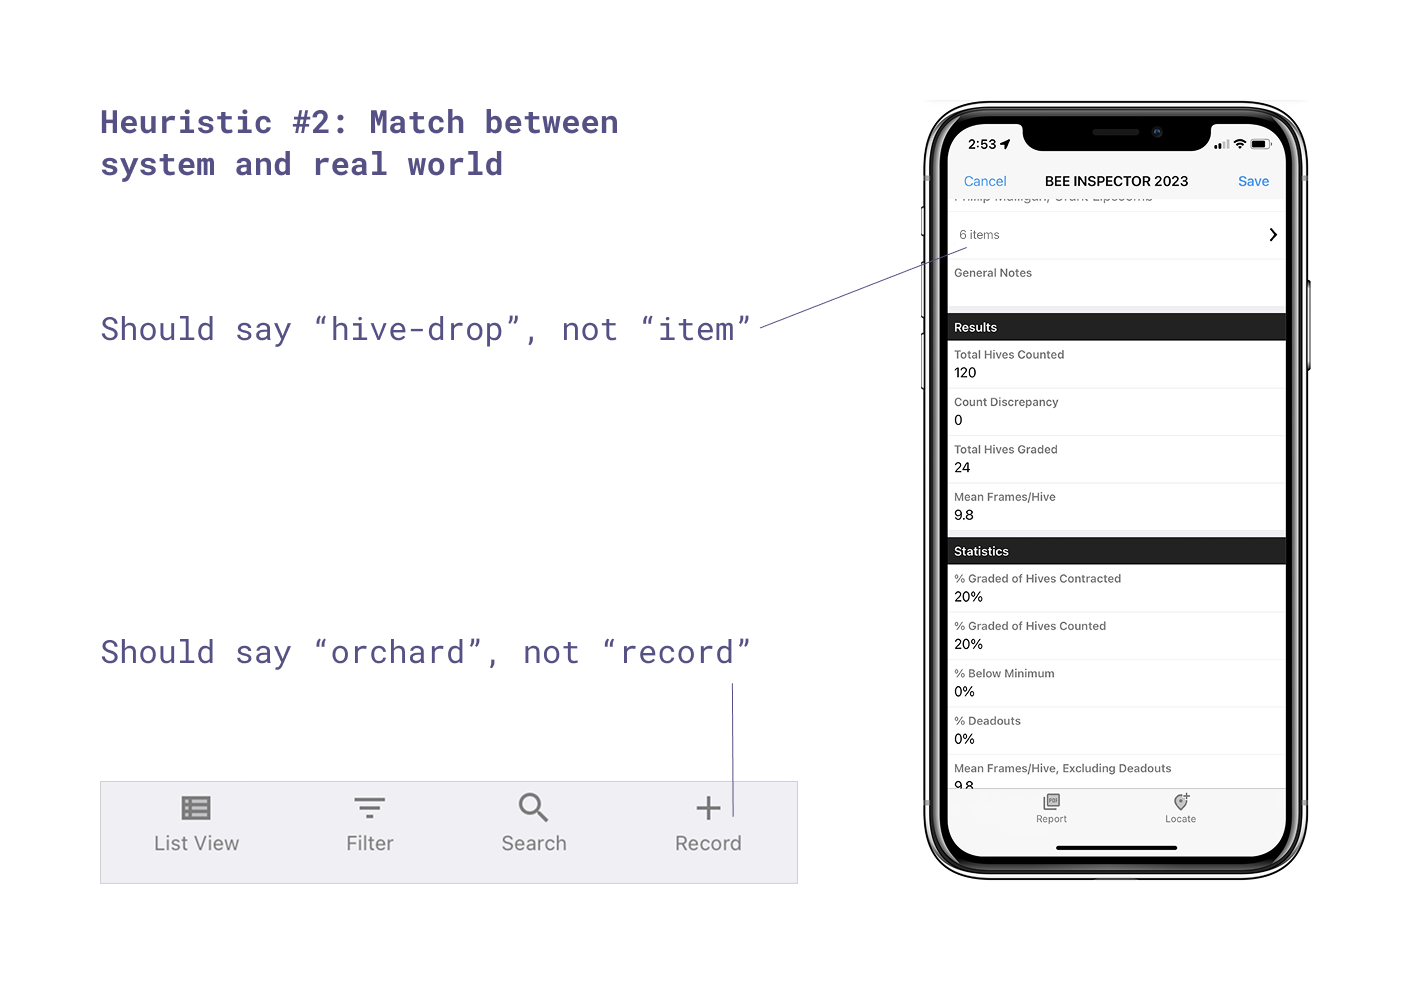 Heuristic #2: Match between
system and real world
Should say “hive-drop”, not “item”
Should say “orchard”, not “record”
List View
Filter
Search
Record
2:53
Cancel
BEE INSPECTOR 2023
Save
6 items
General Notes
Results
Total Hives Counted
120
Count Discrepancy
0
Total Hives Graded
24
Mean Frames/Hive
9.8
Statistics
% Graded of Hives Contracted
20%
% Graded of Hives Counted
20%
% Below Minimum
0%
% Deadouts
0%
Mean Frames/Hive, Excluding Deadouts
9.8
PDF
Report
Locate